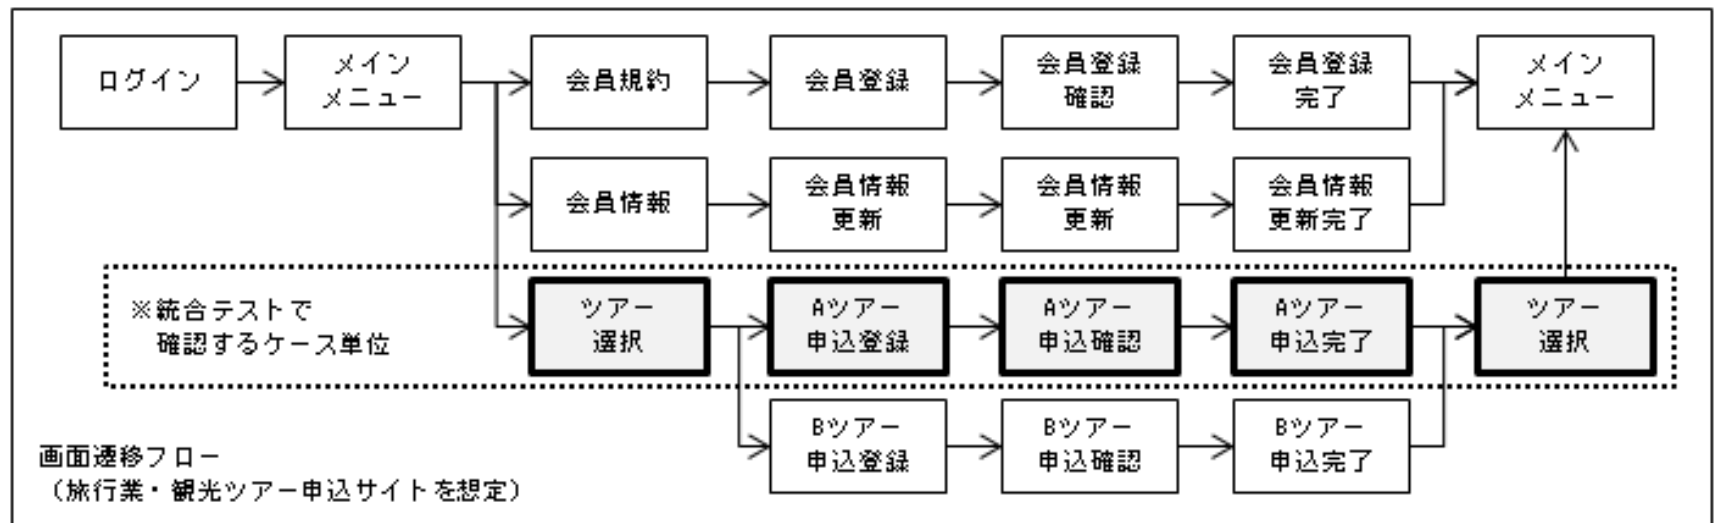 ログイン
メイン
メニュー
会員規約
会員登録
会員登録
確認
会員登録
完了
メイン
メニュー
会員情報
会員情報
更新
会員情報
更新
会員情報
更新完了
※統合テストで
確認するケース単位
ツアー
選択
Aツアー
申込登録
Aツアー
申込確認
Aツアー
申込完了
ツアー
選択
Bツアー
申込登録
Bツアー
申込確認
Bツアー
申込完了
画面遷移フロー
（旅行業・観光ツアー申込サイトを想定）